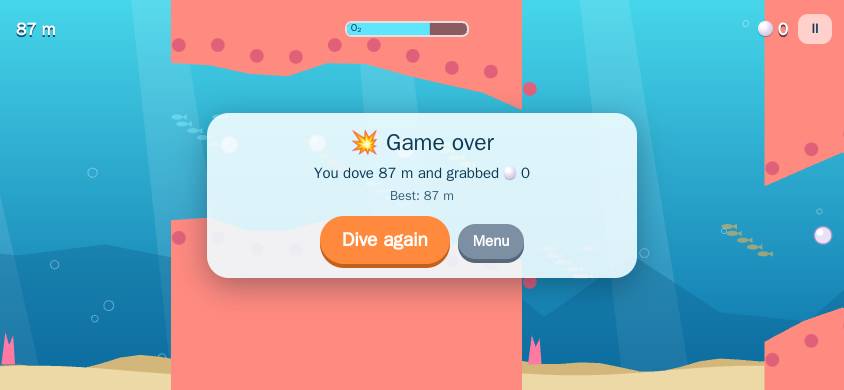 87 m
O₂
0
💥 Game over
You dove 87 m and grabbed 0
Best: 87 m
Dive again
Menu